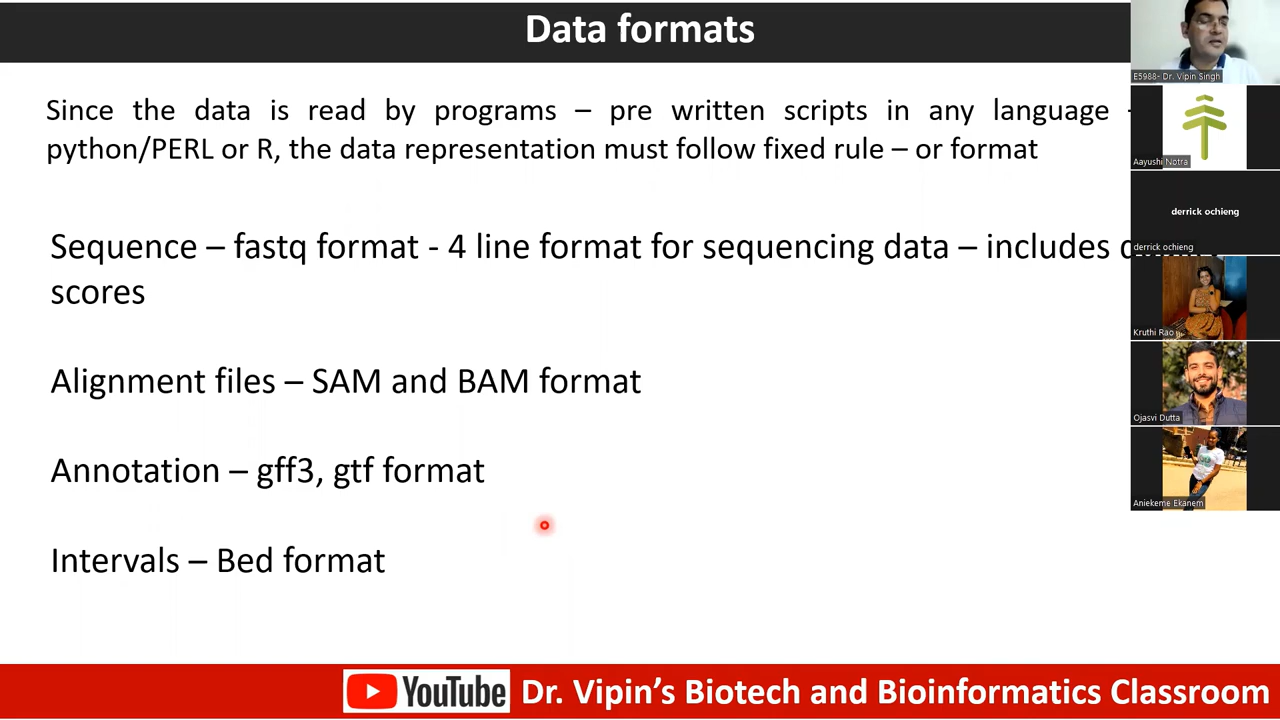 Data formats
Since the data is read by programs – pre written scripts in any language -
python/PERL or R, the data representation must follow fixed rule – or format
Sequence – fastq format - 4 line format for sequencing data – includes
scores
Alignment files – SAM and BAM format
Annotation – gff3, gtf format
Intervals – Bed format
YouTube Dr. Vipin's Biotech and Bioinformatics Classroom
E5988- Dr. Vipin Singh
Aayushi Notra
derrick ochieng
derrick ochieng
Kruthi Rao
Ojasvi Dutta
Aniekeme Ekanem